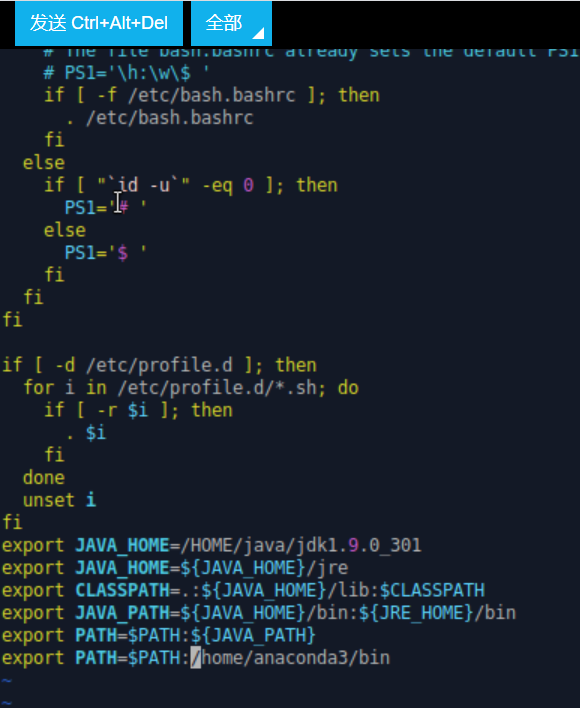 发送 Ctrl+Alt+Del 全部
# The file bash.bashrc already sets the default PS1
# PS1='\h:\w\$ '
if [ -f /etc/bash.bashrc ]; then
. /etc/bash.bashrc
fi
else
if [ "`id -u`" -eq 0 ]; then
PS1='# '
else
PS1='$ '
fi
fi
fi
if [ -d /etc/profile.d ]; then
for i in /etc/profile.d/*.sh; do
if [ -r $i ]; then
. $i
fi
done
unset i
fi
export JAVA_HOME=/HOME/java/jdk1.9.0_301
export JAVA_HOME=${JAVA_HOME}/jre
export CLASSPATH=.:${JAVA_HOME}/lib:$CLASSPATH
export JAVA_PATH=${JAVA_HOME}/bin:${JRE_HOME}/bin
export PATH=$PATH:${JAVA_PATH}
export PATH=$PATH:/home/anaconda3/bin
~
~